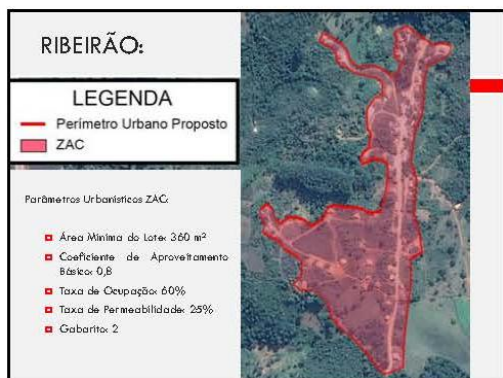 RIBEIRÃO:
LEGENDA
Perímetro Urbano Proposto
ZAC
Parâmetros Urbanísticos ZAC:
Área Mínima do Lote: 360 m²
Coeficiente de Aproveitamento
Básico: 0,8
Taxa de Ocupação: 60%
Taxa de Permeabilidade: 25%
Gabarito: 2